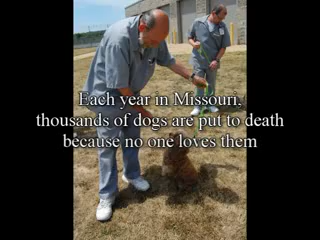 Each year in Missouri,
thousands of dogs are put to death
because no one loves them